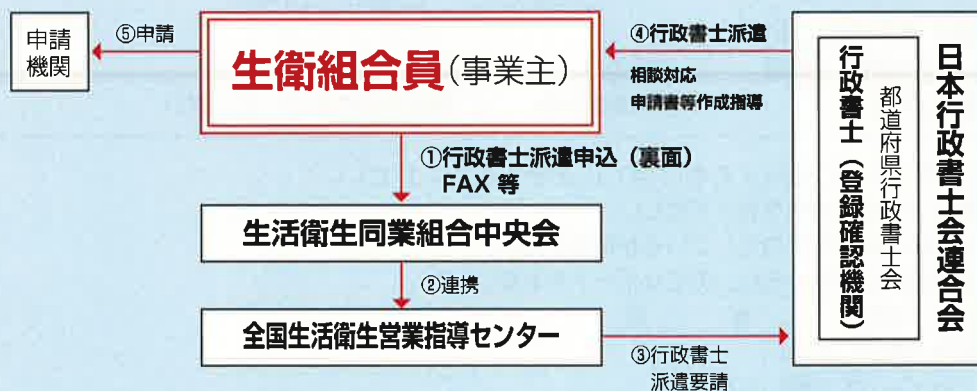 申請
機関
⑤申請
生衛組合員(事業主)
④行政書士派遣
相談対応
申請書等作成指導
①行政書士派遣申込(裏面)
FAX 等
生活衛生同業組合中央会
②連携
全国生活衛生営業指導センター
③行政書士
派遣要請
日本行政書士会連合会
都道府県行政書士会
行政書士(登録確認機関)